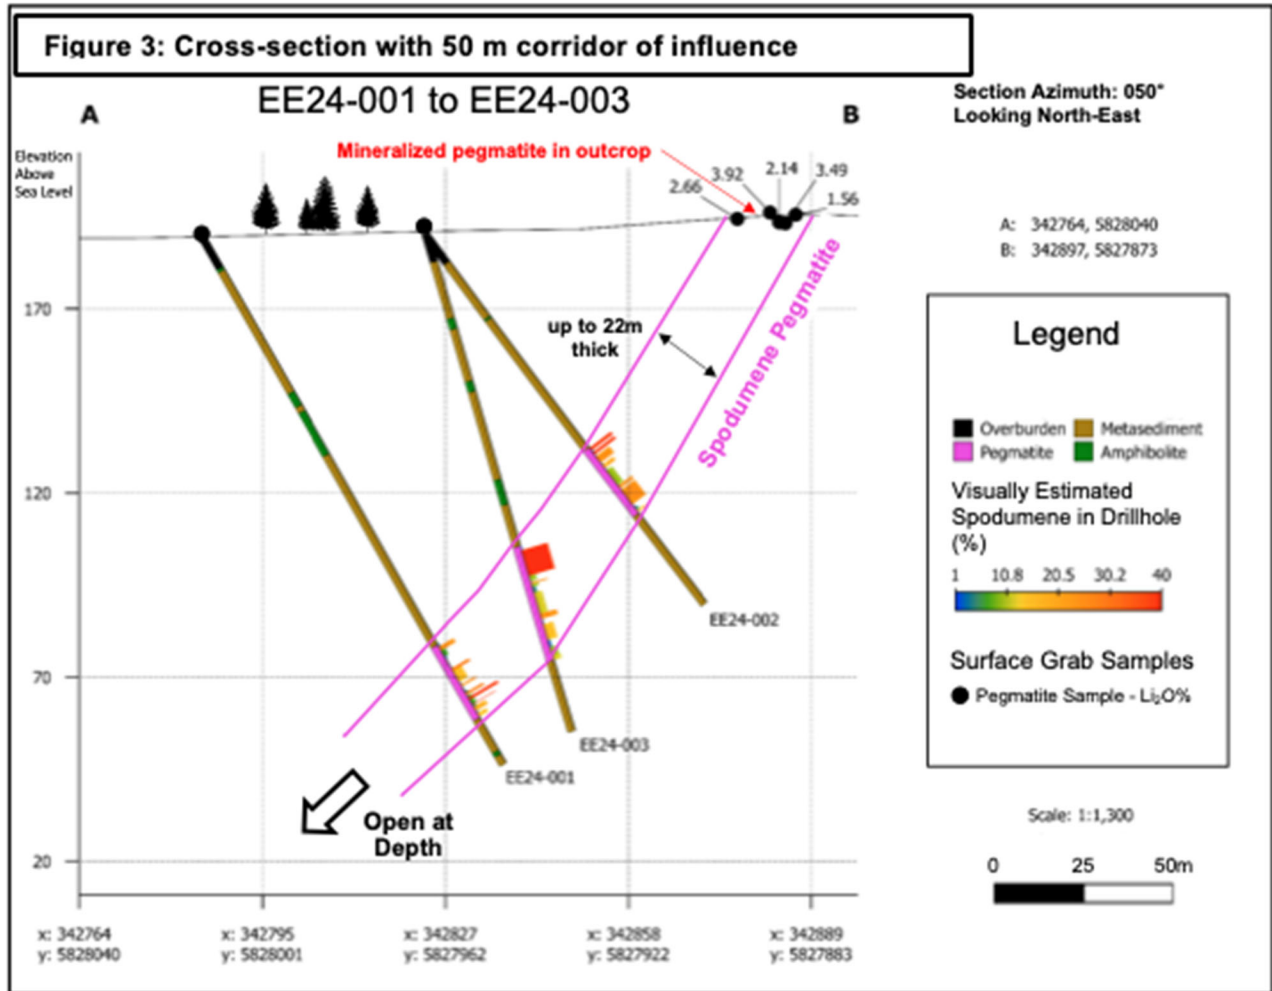 Figure 3: Cross-section with 50 m corridor of influence
EE24-001 to EE24-003
A
B
Section Azimuth: 050°
Looking North-East
Elevation
Above
Sea Level
Mineralized pegmatite in outcrop
2.66
3.92
2.14
3.49
1.56
A: 342764, 5828040
B: 342897, 5827873
170
120
70
20
up to 22m
thick
Spodumene Pegmatite
EE24-002
EE24-003
EE24-001
Open at
Depth
Legend
Overburden
Metasediment
Pegmatite
Amphibolite
Visually Estimated
Spodumene in Drillhole
(%)
1 10.8 20.5 30.2 40
Surface Grab Samples
Pegmatite Sample - Li₂O%
Scale: 1:1,300
0 25 50m
x: 342764
y: 5828040
x: 342795
y: 5828001
x: 342827
y: 5827962
x: 342858
y: 5827922
x: 342889
y: 5827883